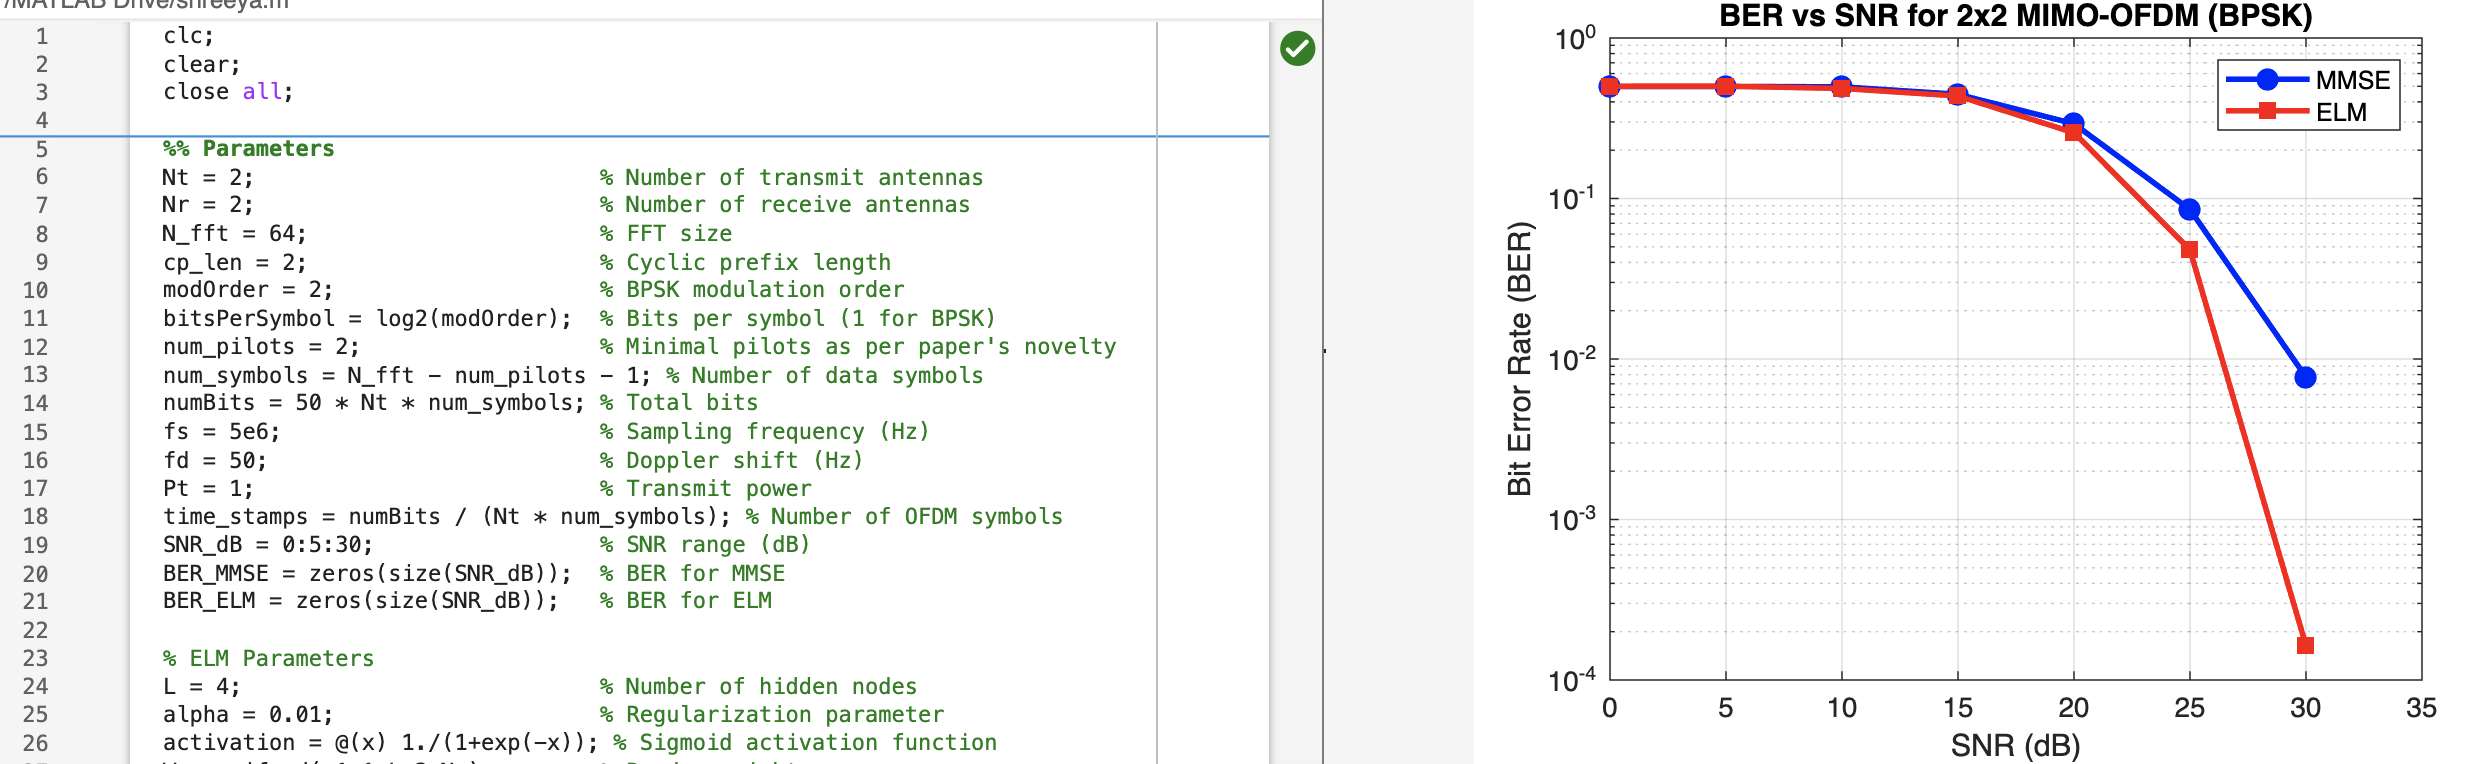 /MATLAB Drive/shreeya.m
1 clc;
2 clear;
3 close all;
4
5 %% Parameters
6 Nt = 2; % Number of transmit antennas
7 Nr = 2; % Number of receive antennas
8 N_fft = 64; % FFT size
9 cp_len = 2; % Cyclic prefix length
10 modOrder = 2; % BPSK modulation order
11 bitsPerSymbol = log2(modOrder); % Bits per symbol (1 for BPSK)
12 num_pilots = 2; % Minimal pilots as per paper's novelty
13 num_symbols = N_fft - num_pilots - 1; % Number of data symbols
14 numBits = 50 * Nt * num_symbols; % Total bits
15 fs = 5e6; % Sampling frequency (Hz)
16 fd = 50; % Doppler shift (Hz)
17 Pt = 1; % Transmit power
18 time_stamps = numBits / (Nt * num_symbols); % Number of OFDM symbols
19 SNR_dB = 0:5:30; % SNR range (dB)
20 BER_MMSE = zeros(size(SNR_dB)); % BER for MMSE
21 BER_ELM = zeros(size(SNR_dB)); % BER for ELM
22
23 % ELM Parameters
24 L = 4; % Number of hidden nodes
25 alpha = 0.01; % Regularization parameter
26 activation = @(x) 1./(1+exp(-x)); % Sigmoid activation function
BER vs SNR for 2x2 MIMO-OFDM (BPSK)
MMSE
ELM
Bit Error Rate (BER)
10^0
10^-1
10^-2
10^-3
10^-4
0 5 10 15 20 25 30 35
SNR (dB)